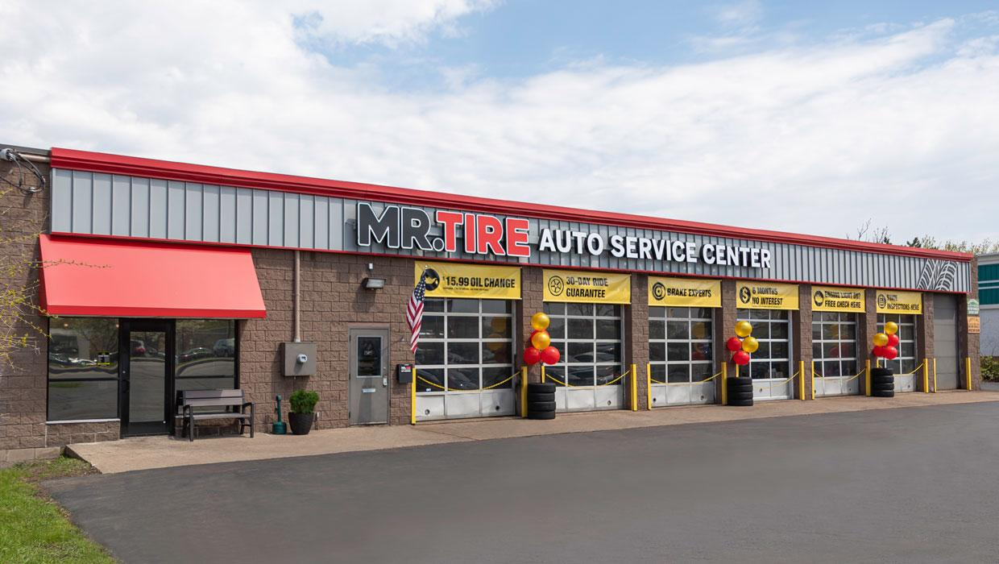 MR.TIRE AUTO SERVICE CENTER
$15.99 OIL CHANGE
30-DAY RIDE
GUARANTEE
BRAKE EXPERTS
6 MONTHS
NO INTEREST
ENGINE LIGHT ON?
FREE CHECK HERE
STATE
INSPECTIONS HERE